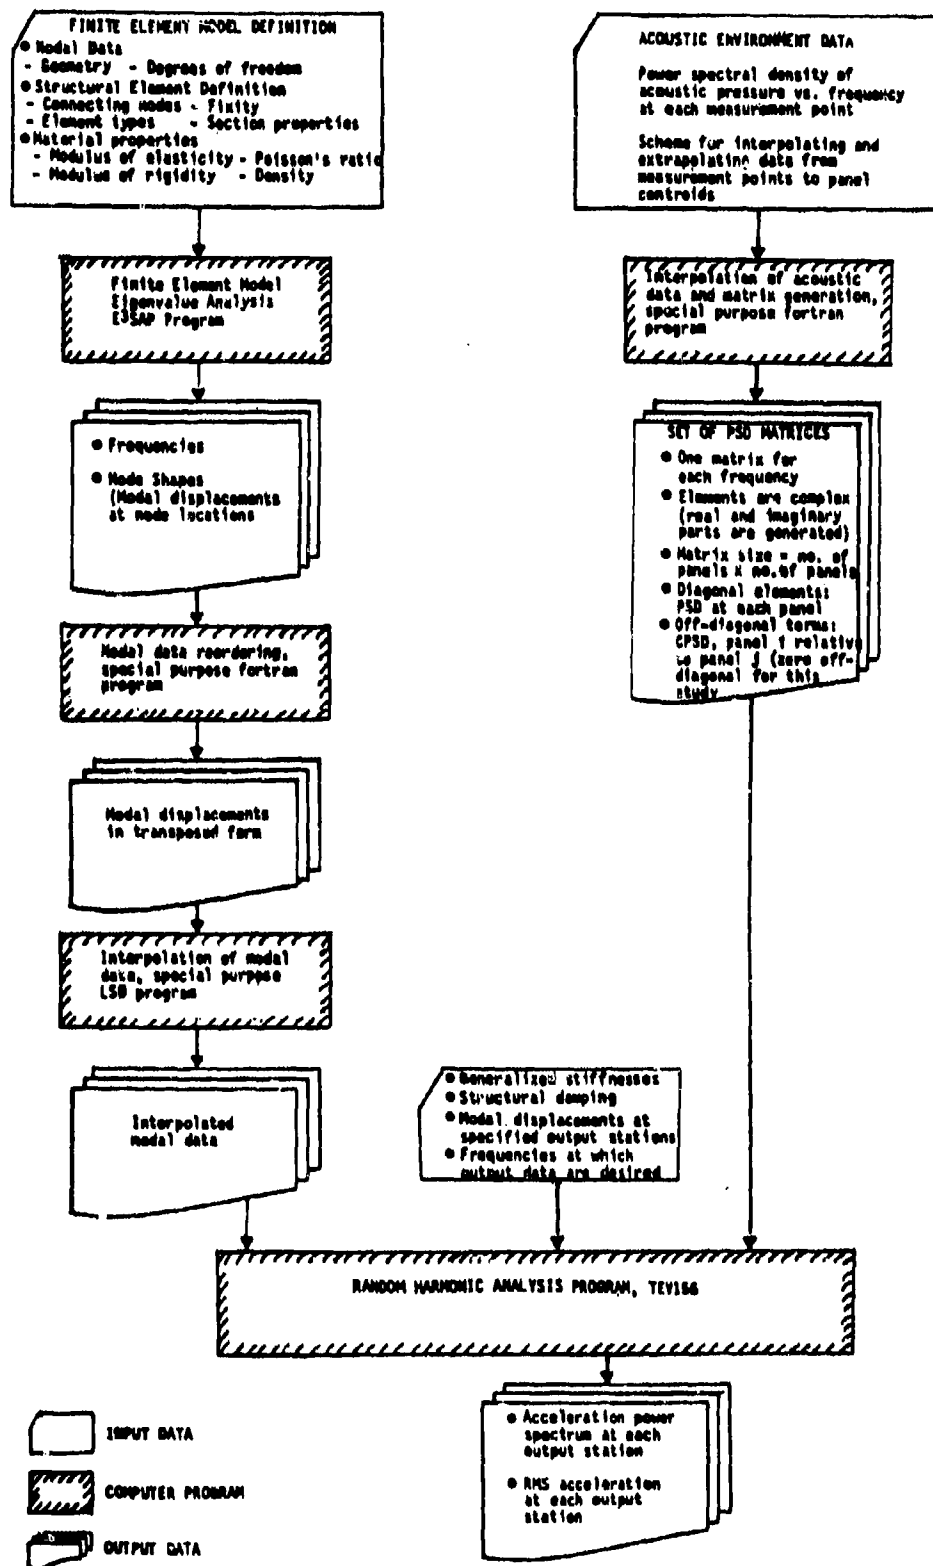 FINITE ELEMENT MODEL DEFINITION
● Nodal Data
- Geometry - Degrees of freedom
● Structural Element Definition
- Connecting nodes - Fixity
- Element types - Section properties
● Material properties
- Modulus of elasticity - Poisson's ratio
- Modulus of rigidity - Density
ACOUSTIC ENVIRONMENT DATA
Power spectral density of
acoustic pressure vs. frequency
at each measurement point
Scheme for interpolating and
extrapolating data from
measurement points to panel
centroids
Finite Element Model
Eigenvalue Analysis
E³SAP Program
Interpolation of acoustic
data and matrix generation,
special purpose fortran
program
● Frequencies
● Mode Shapes
(Modal displacements
at node locations
SET OF PSD MATRICES
● One matrix for
each frequency
● Elements are complex
(real and imaginary
parts are generated)
● Matrix size = no. of
panels x no. of panels
● Diagonal elements:
PSD at each panel
● Off-diagonal terms:
CPSD, panel i relative
to panel j (zero off-
diagonal for this
study
Modal data reordering,
special purpose fortran
program
Modal displacements
in transposed form
Interpolation of modal
data, special purpose
LSD program
Interpolated
modal data
● Generalized stiffnesses
● Structural damping
● Modal displacements at
specified output stations
● Frequencies at which
output data are desired
RANDOM HARMONIC ANALYSIS PROGRAM, TEV156
● Acceleration power
spectrum at each
output station
● RMS acceleration
at each output
station
INPUT DATA
COMPUTER PROGRAM
OUTPUT DATA